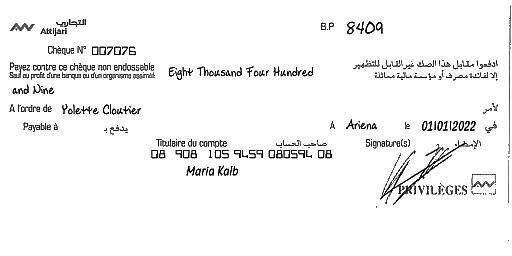 التجاري
Attijari
B.P 8409
Chèque N° 007076
Payez contre ce chèque non endossable
Sauf au profit d'une banque ou d'un organisme assimilé
Eight Thousand Four Hundred
ادفعوا مقابل هذا الصك غير القابل للتظهير
إلا لفائدة مصرف أو مؤسسة مالية مماثلة
and Nine
A l'ordre de Yolette Cloutier
لأمر
Payable à
يدفع بـ
A Ariena le 01/01/2022 في
Titulaire du compte صاحب الحساب
Signature(s) الإمضاء
08 908 105 9459 080594 08
Maria Kalb
PRIVILÈGES